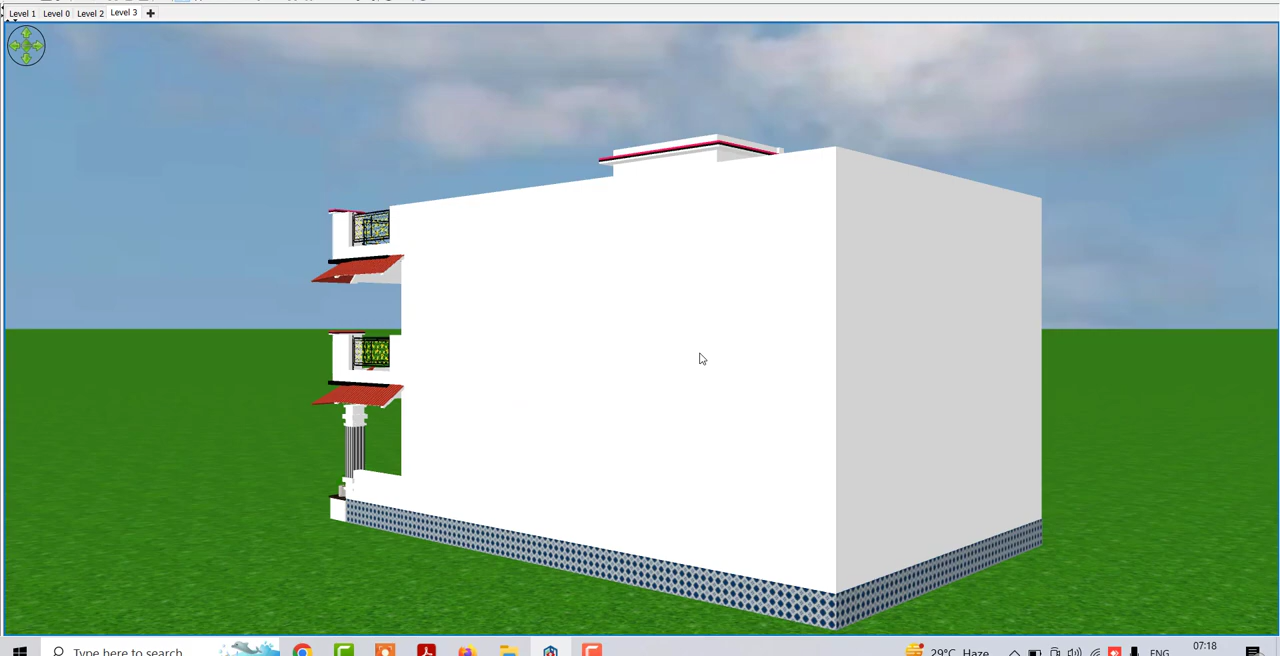 Level 1 Level 0 Level 2 Level 3
Type here to search
29°C Haze
ENG
07:18